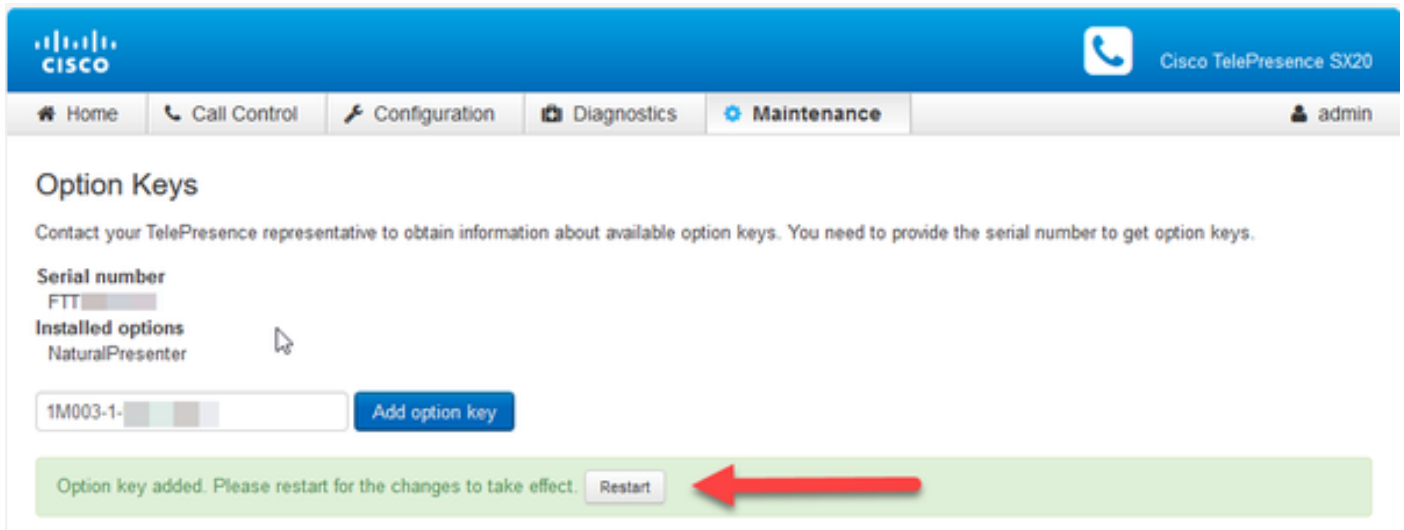 CISCO
Cisco TelePresence SX20
Home Call Control Configuration Diagnostics Maintenance admin
Option Keys
Contact your TelePresence representative to obtain information about available option keys. You need to provide the serial number to get option keys.
Serial number
FTT
Installed options
NaturalPresenter
1M003-1- Add option key
Option key added. Please restart for the changes to take effect. Restart